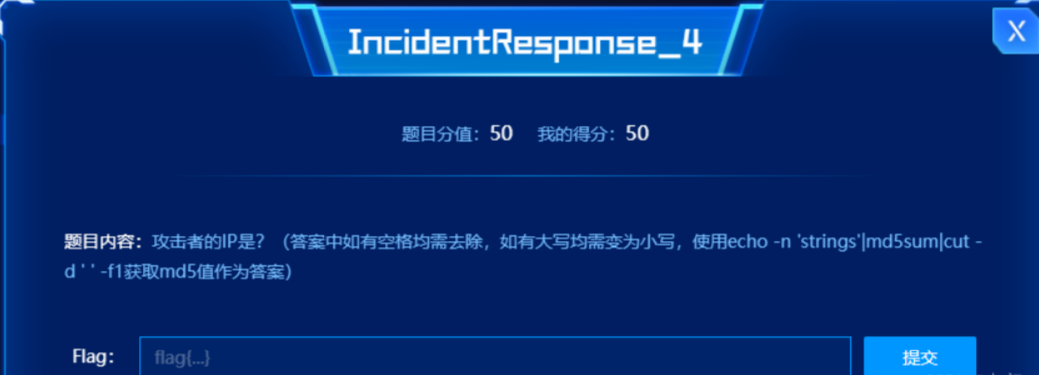 IncidentResponse_4
X
题目分值：50 我的得分：50
题目内容：攻击者的IP是？（答案中如有空格均需去除，如有大写均需变为小写，使用echo -n 'strings'|md5sum|cut -
d ' ' -f1获取md5值作为答案）
Flag： flag{...} 提交